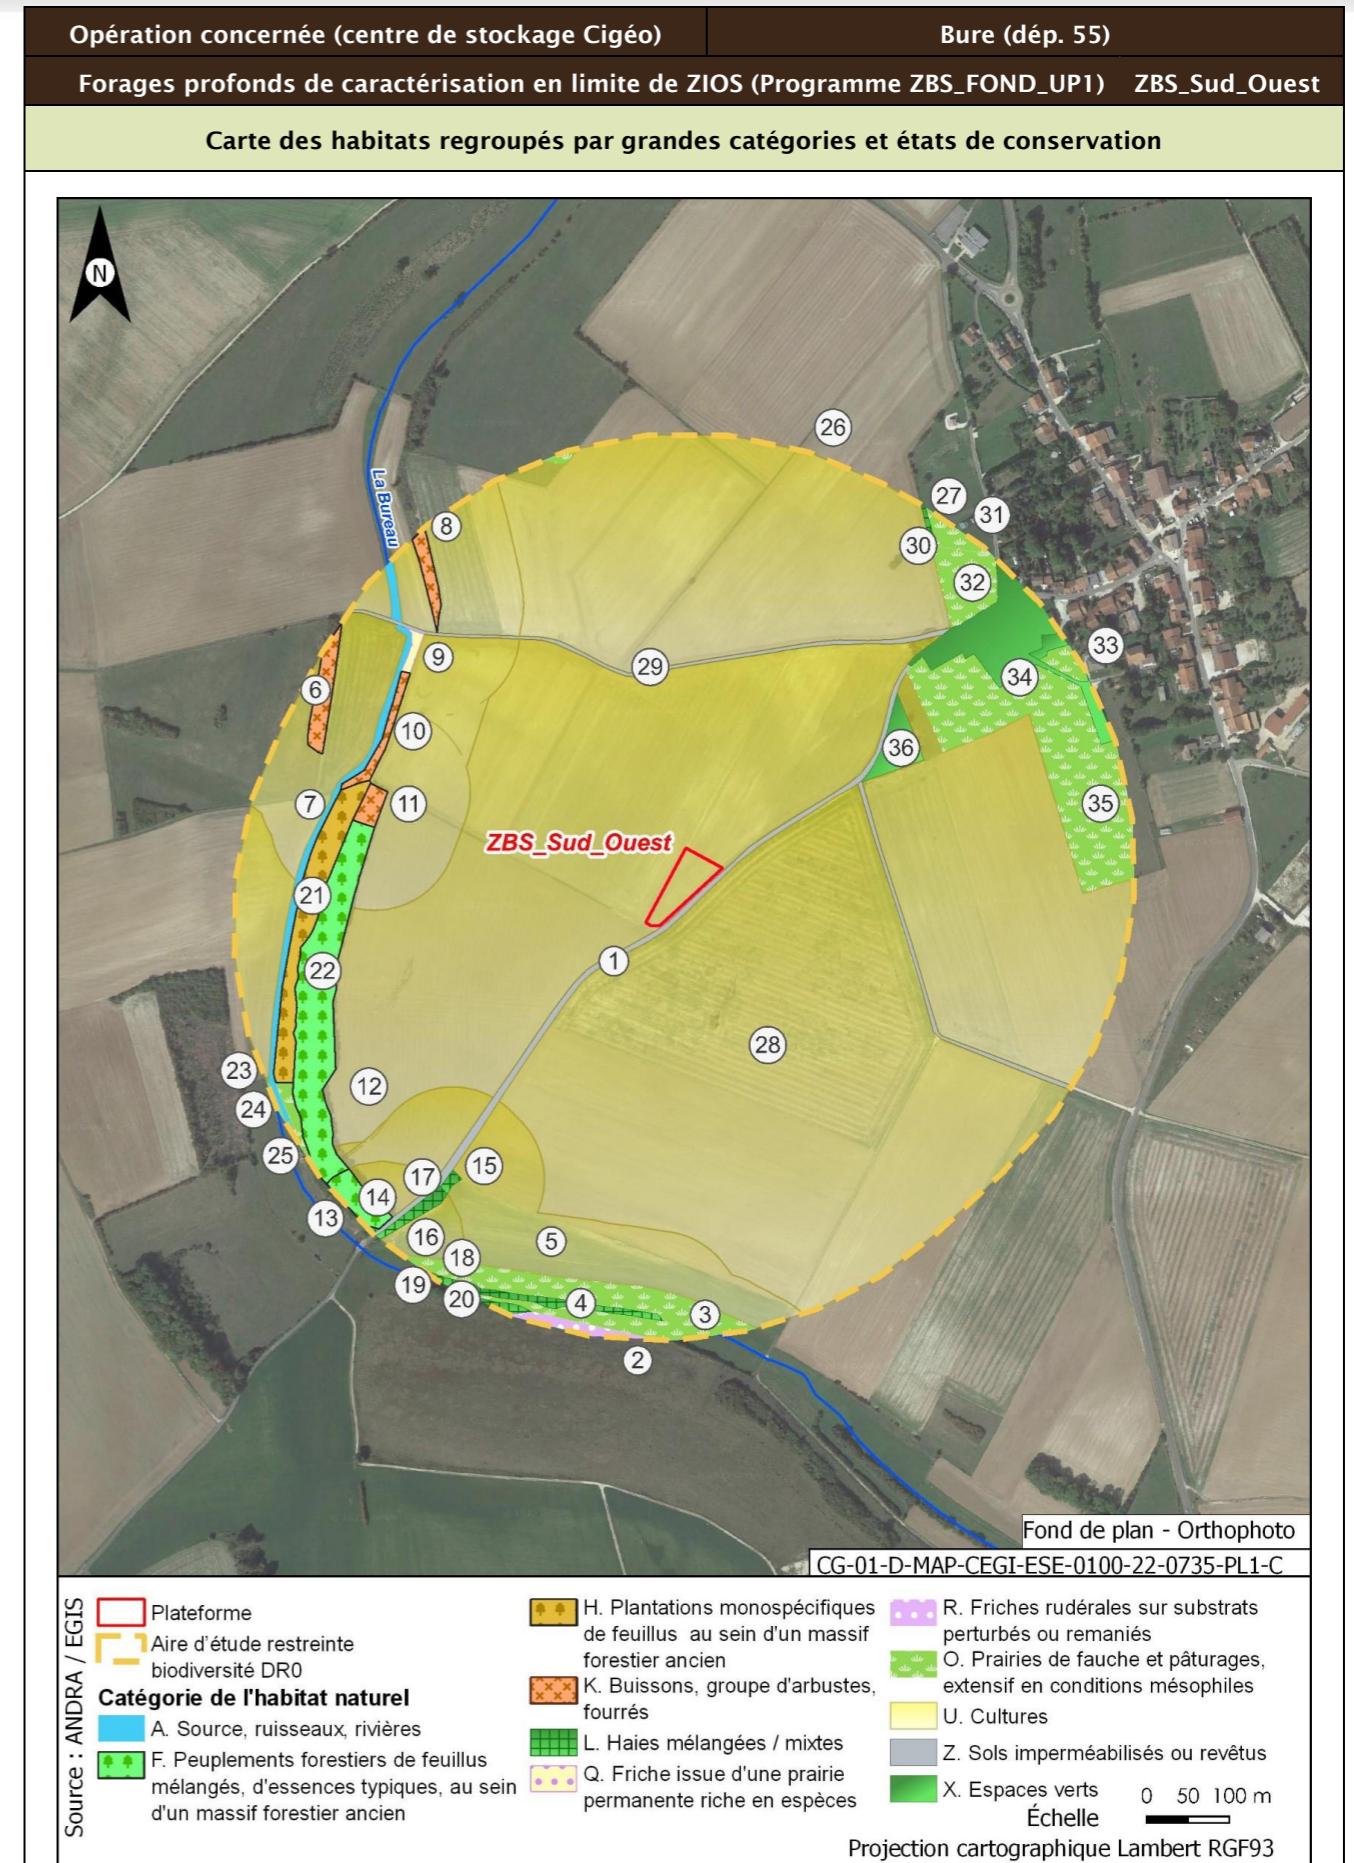 Opération concernée (centre de stockage Cigéo) Bure (dép. 55)
Forages profonds de caractérisation en limite de ZIOS (Programme ZBS_FOND_UP1) ZBS_Sud_Ouest
Carte des habitats regroupés par grandes catégories et états de conservation
N
26
La Bureau
8
27
31
30
32
9
29
33
6
34
10
36
7
11
35
ZBS_Sud_Ouest
21
1
22
28
23
12
24
25
17
15
14
13
16
5
18
19
20
4
3
2
Fond de plan - Orthophoto
CG-01-D-MAP-CEGI-ESE-0100-22-0735-PL1-C
Source : ANDRA / EGIS
Plateforme
Aire d'étude restreinte
biodiversité DR0
Catégorie de l'habitat naturel
A. Source, ruisseaux, rivières
F. Peuplements forestiers de feuillus
mélangés, d'essences typiques, au sein
d'un massif forestier ancien
H. Plantations monospécifiques
de feuillus au sein d'un massif
forestier ancien
K. Buissons, groupe d'arbustes,
fourrés
L. Haies mélangées / mixtes
Q. Friche issue d'une prairie
permanente riche en espèces
R. Friches rudérales sur substrats
perturbés ou remaniés
O. Prairies de fauche et pâturages,
extensif en conditions mésophiles
U. Cultures
Z. Sols imperméabilisés ou revêtus
X. Espaces verts
0 50 100 m
Échelle
Projection cartographique Lambert RGF93